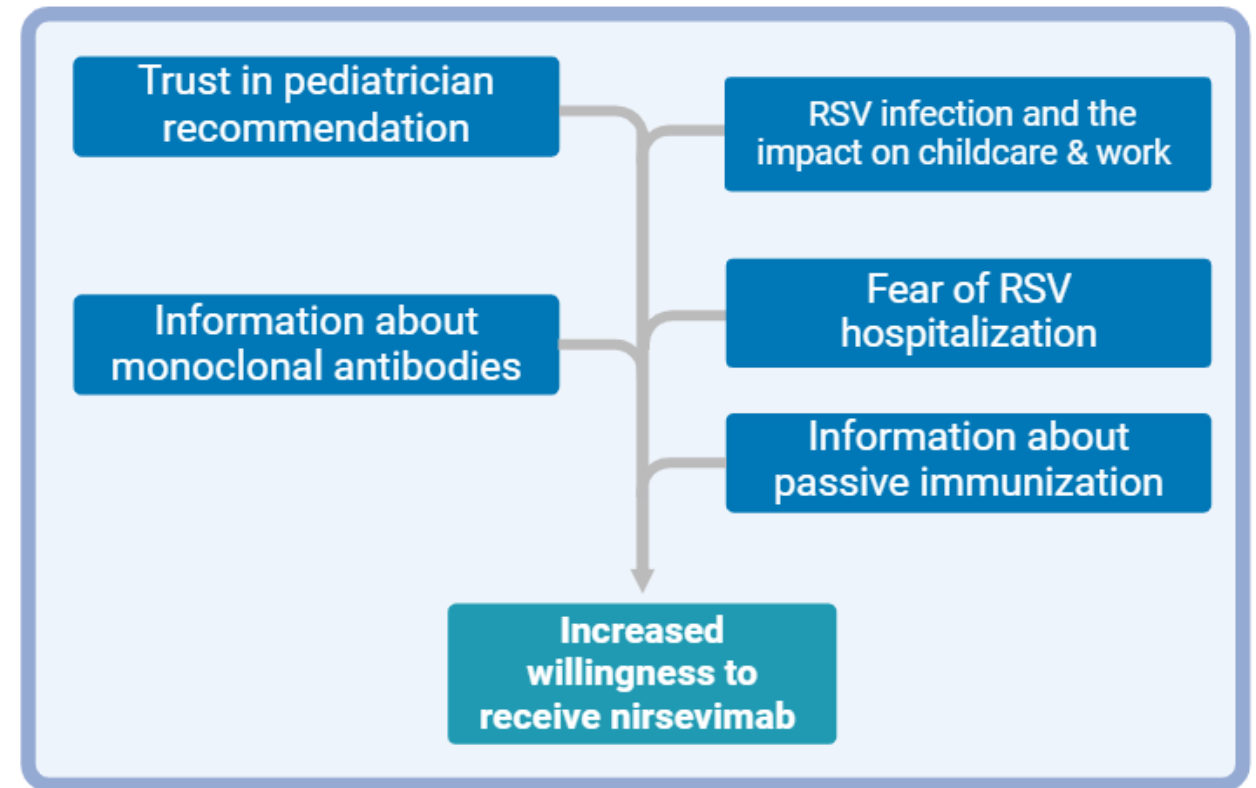 Trust in pediatrician
recommendation
RSV infection and the
impact on childcare & work
Information about
monoclonal antibodies
Fear of RSV
hospitalization
Information about
passive immunization
Increased
willingness to
receive nirsevimab